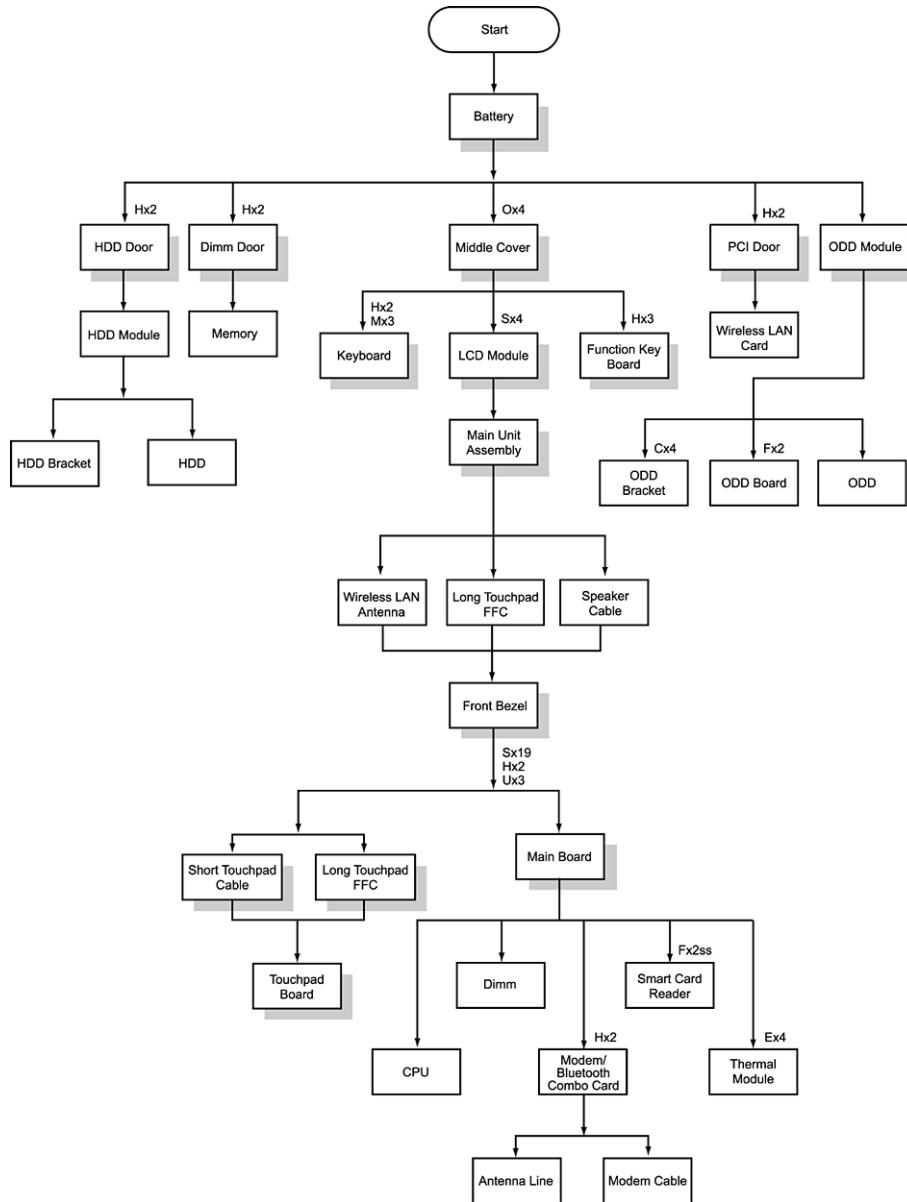 Start
Battery
Hx2
Hx2
Ox4
Hx2
HDD Door
Dimm Door
Middle Cover
PCI Door
ODD Module
Hx2
Mx3
Sx4
Hx3
HDD Module
Memory
Keyboard
LCD Module
Function Key
Board
Wireless LAN
Card
Main Unit
Assembly
HDD Bracket
HDD
Cx4
Fx2
ODD
Bracket
ODD Board
ODD
Wireless LAN
Antenna
Long Touchpad
FFC
Speaker
Cable
Front Bezel
Sx19
Hx2
Ux3
Short Touchpad
Cable
Long Touchpad
FFC
Main Board
Fx2ss
Touchpad
Board
Dimm
Smart Card
Reader
Hx2
Ex4
CPU
Modem/
Bluetooth
Combo Card
Thermal
Module
Antenna Line
Modem Cable